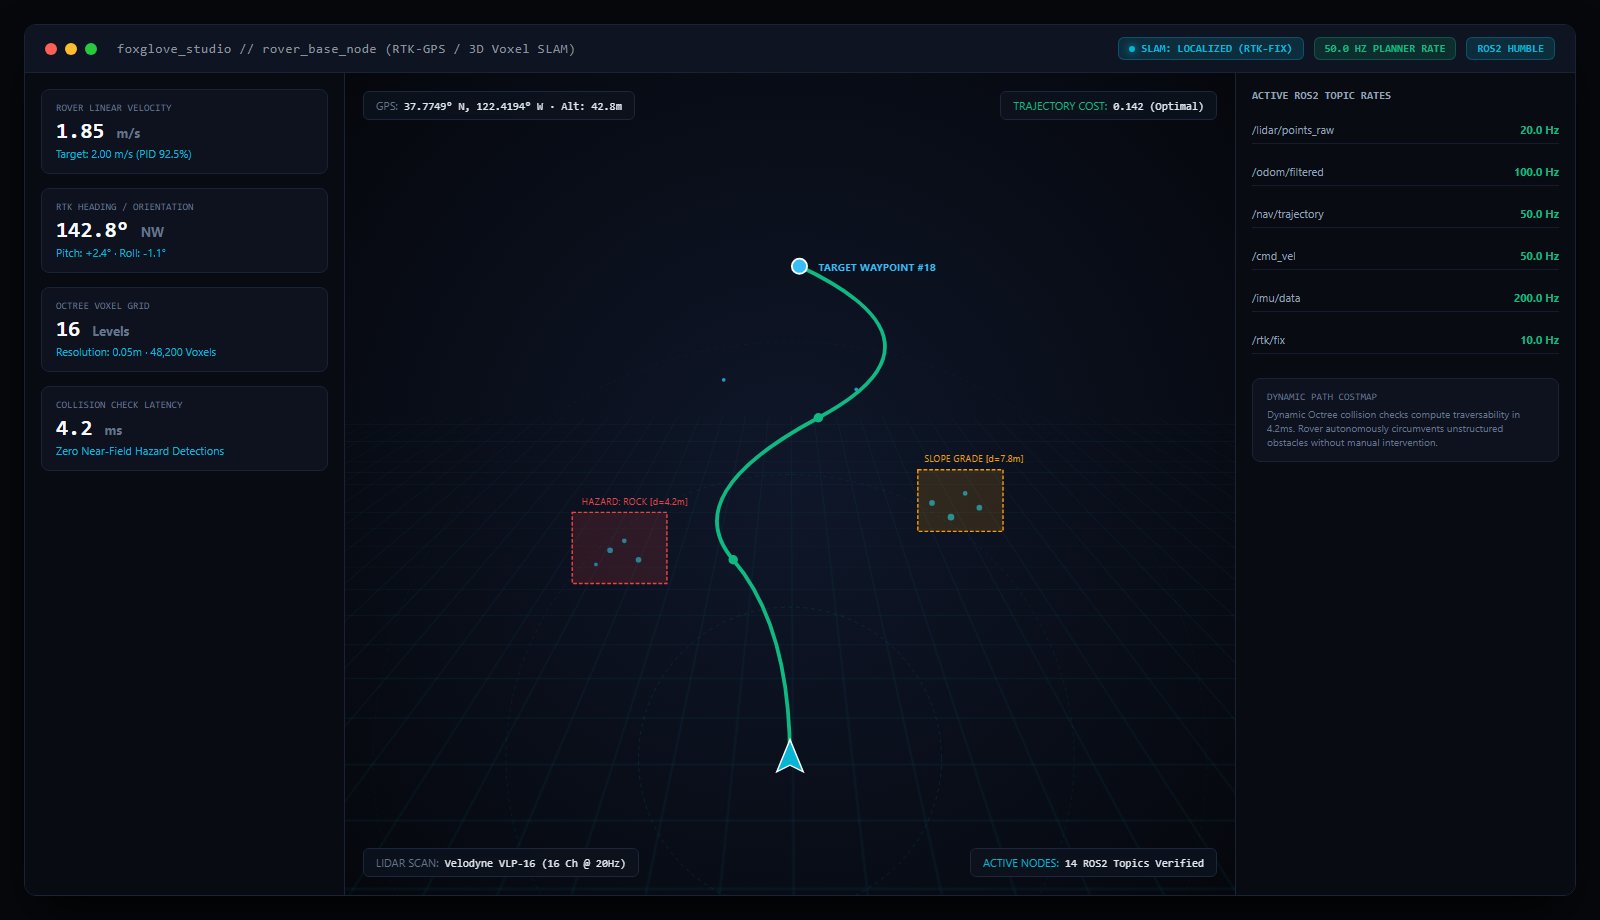 foxglove_studio // rover_base_node (RTK-GPS / 3D Voxel SLAM)
SLAM: LOCALIZED (RTK-FIX)
50.0 HZ PLANNER RATE
ROS2 HUMBLE
ROVER LINEAR VELOCITY
1.85 m/s
Target: 2.00 m/s (PID 92.5%)
RTK HEADING / ORIENTATION
142.8° NW
Pitch: +2.4° · Roll: -1.1°
OCTREE VOXEL GRID
16 Levels
Resolution: 0.05m · 48,200 Voxels
COLLISION CHECK LATENCY
4.2 ms
Zero Near-Field Hazard Detections
GPS: 37.7749° N, 122.4194° W · Alt: 42.8m
TRAJECTORY COST: 0.142 (Optimal)
TARGET WAYPOINT #18
SLOPE GRADE [d=7.8m]
HAZARD: ROCK [d=4.2m]
LIDAR SCAN: Velodyne VLP-16 (16 Ch @ 20Hz)
ACTIVE NODES: 14 ROS2 Topics Verified
ACTIVE ROS2 TOPIC RATES
/lidar/points_raw 20.0 Hz
/odom/filtered 100.0 Hz
/nav/trajectory 50.0 Hz
/cmd_vel 50.0 Hz
/imu/data 200.0 Hz
/rtk/fix 10.0 Hz
DYNAMIC PATH COSTMAP
Dynamic Octree collision checks compute traversability in
4.2ms. Rover autonomously circumvents unstructured
obstacles without manual intervention.